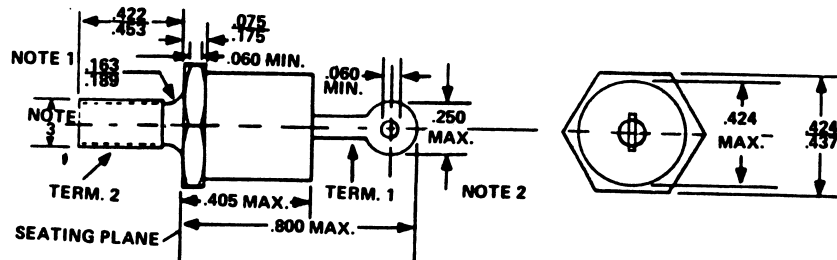 .422
.453
.075
.175
NOTE 1
.163
.189
.060 MIN.
.060
MIN.
NOTE
3
.250
MAX.
.424
MAX.
.424
.437
TERM. 2
.405 MAX.
TERM. 1
NOTE 2
.800 MAX.
SEATING PLANE